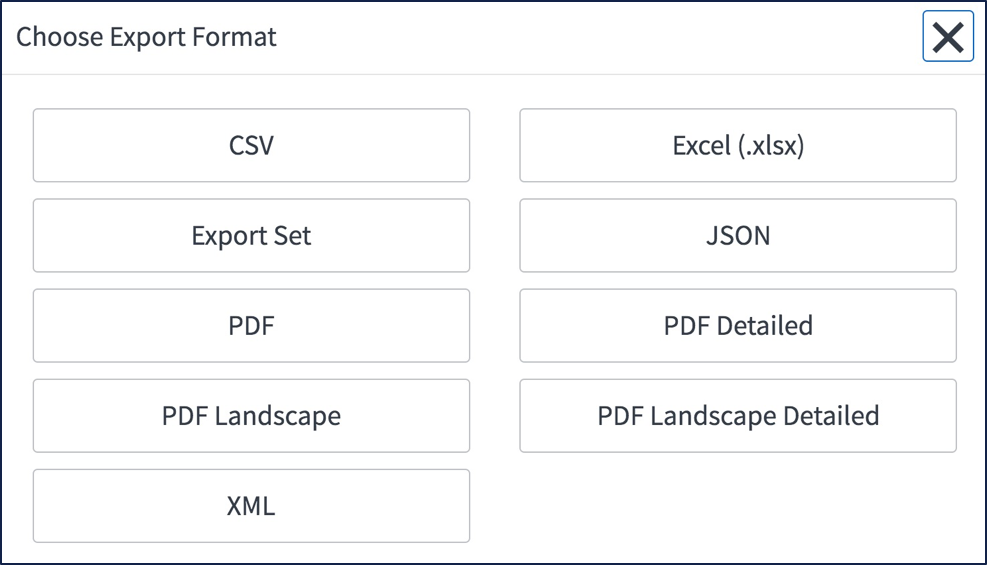 Choose Export Format
CSV
Excel (.xlsx)
Export Set
JSON
PDF
PDF Detailed
PDF Landscape
PDF Landscape Detailed
XML